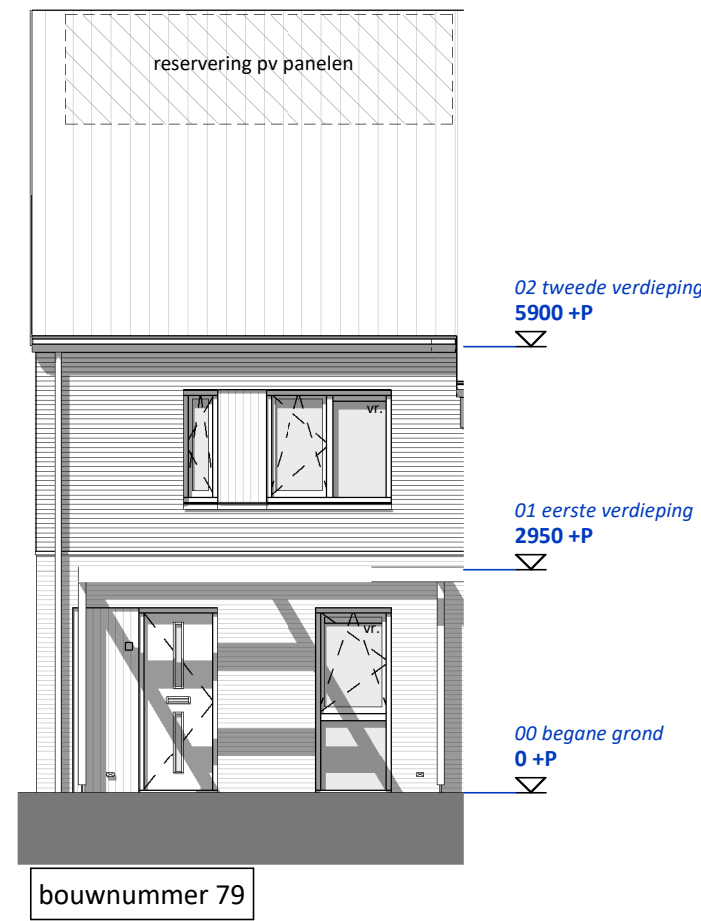 reservering pv panelen
02 tweede verdieping
5900 +P
vr.
01 eerste verdieping
2950 +P
vr.
00 begane grond
0 +P
bouwnummer 79